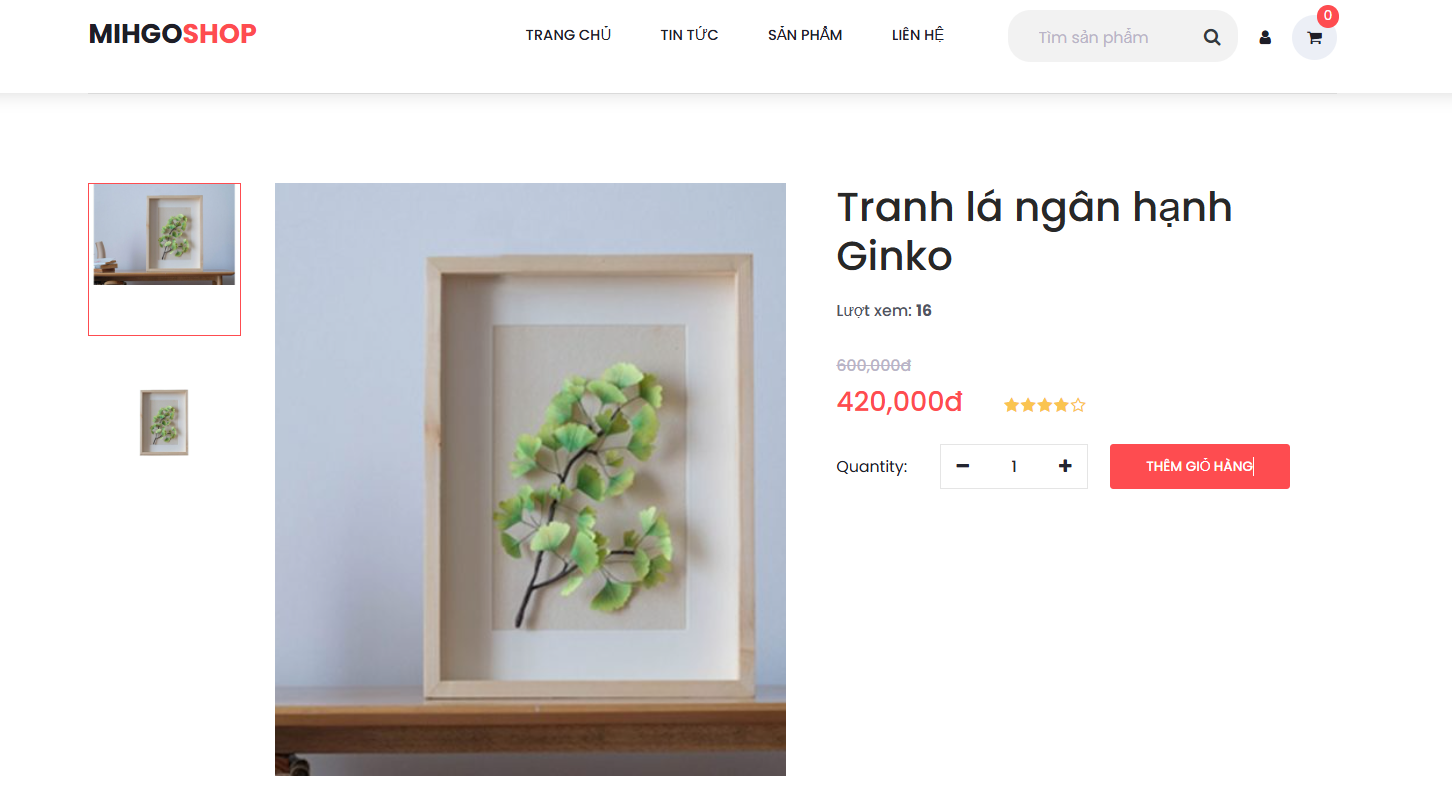 MIHGOSHOP
TRANG CHỦ
TIN TỨC
SẢN PHẨM
LIÊN HỆ
Tìm sản phẩm
0
Tranh lá ngân hạnh
Ginko
Lượt xem: 16
600,000đ
420,000đ
Quantity:
1
THÊM GIỎ HÀNG